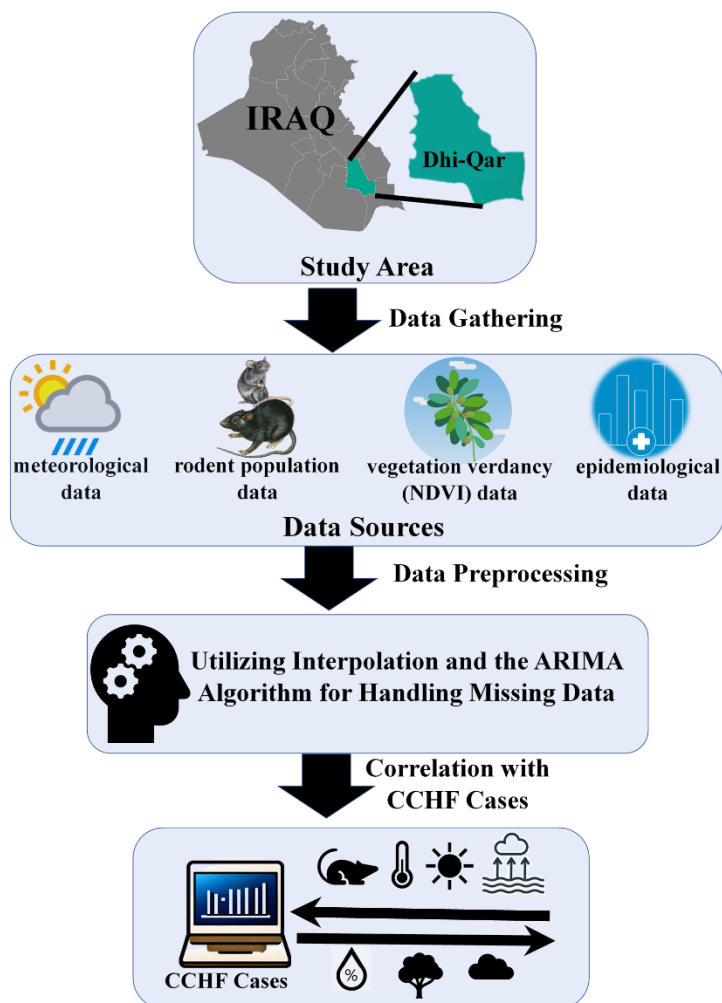 IRAQ
Dhi-Qar
Study Area
Data Gathering
meteorological
data
rodent population
data
vegetation verdancy
(NDVI) data
epidemiological
data
Data Sources
Data Preprocessing
Utilizing Interpolation and the ARIMA
Algorithm for Handling Missing Data
Correlation with
CCHF Cases
%
CCHF Cases